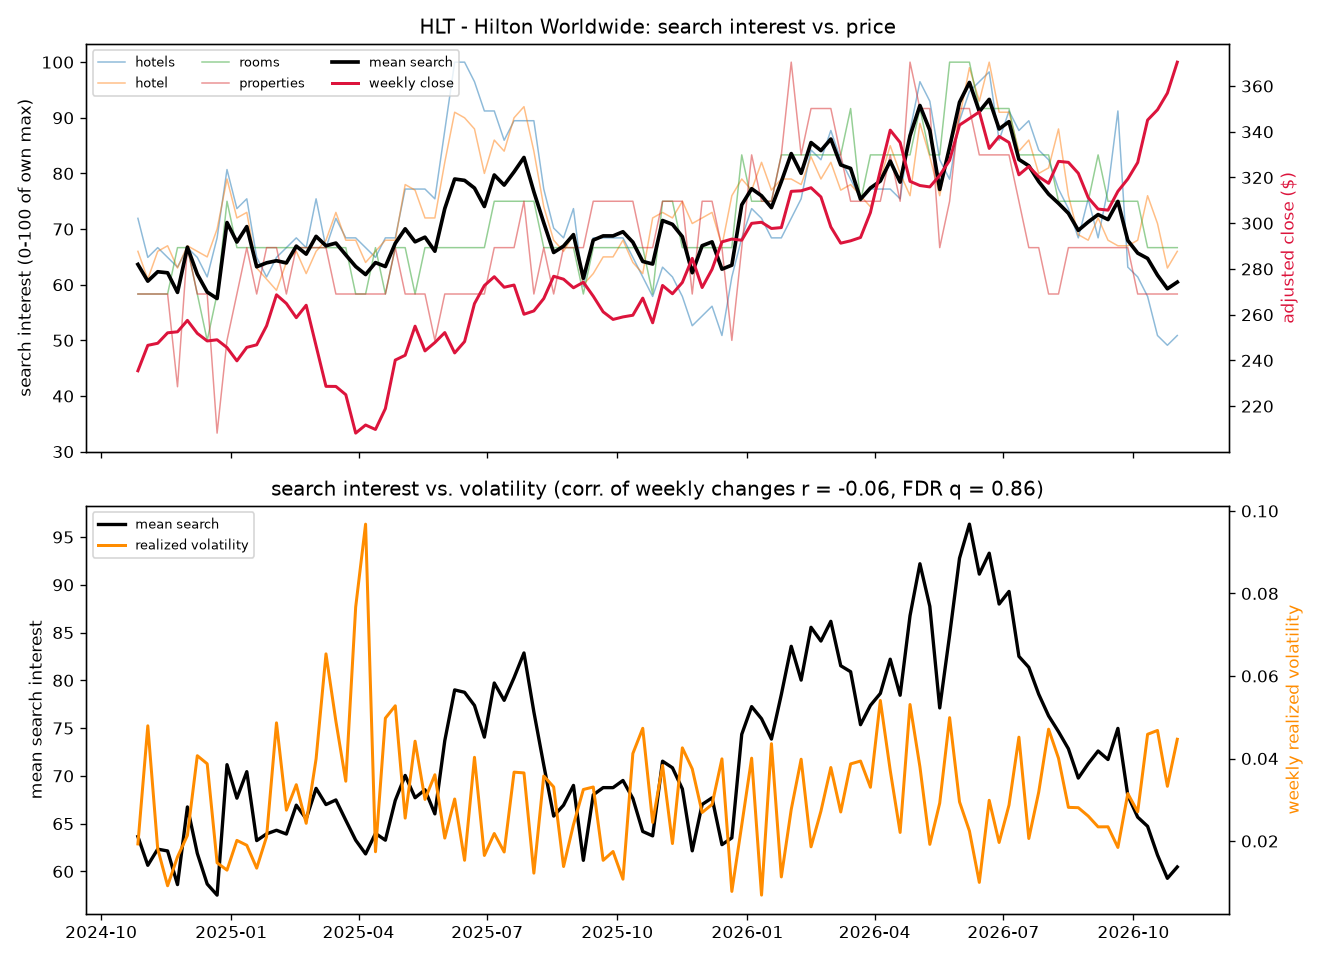 HLT - Hilton Worldwide: search interest vs. price
search interest (0-100 of own max)
100
90
80
70
60
50
40
30
hotels
hotel
rooms
properties
mean search
weekly close
360
340
320
300
280
260
240
220
adjusted close ($)
search interest vs. volatility (corr. of weekly changes r = -0.06, FDR q = 0.86)
mean search interest
95
90
85
80
75
70
65
60
mean search
realized volatility
0.10
0.08
0.06
0.04
0.02
weekly realized volatility
2024-10
2025-01
2025-04
2025-07
2025-10
2026-01
2026-04
2026-07
2026-10